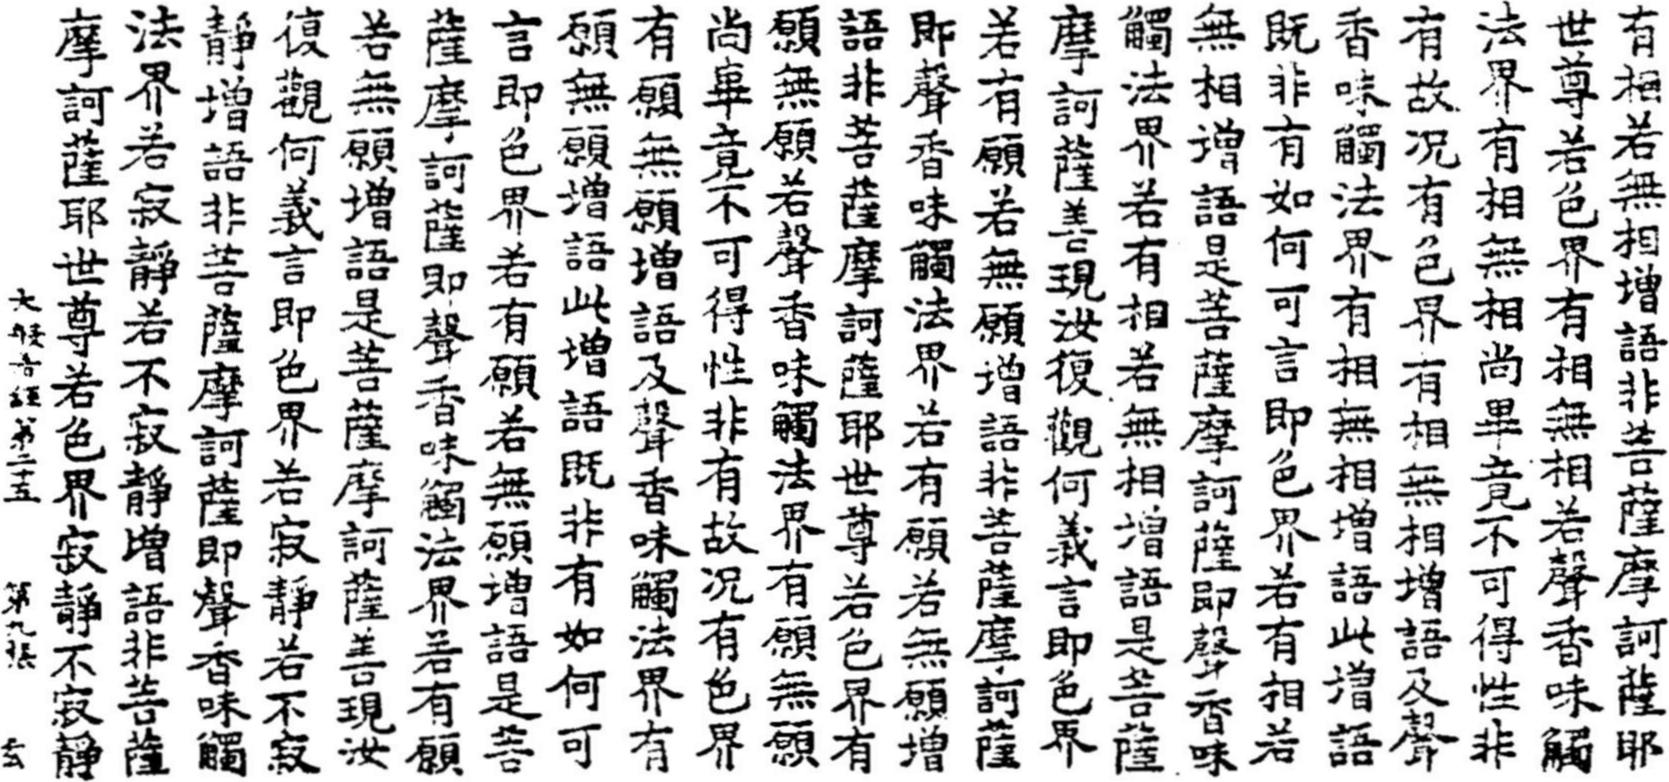 有相若無相增語非菩薩摩訶薩耶
世尊若色界有相無相若聲香味觸
法界有相無相尚畢竟不可得性非
有故况有色界有相無相增語及聲
香味觸法界有相無相增語此增語
既非有如何可言即色界若有相若
無相增語是菩薩摩訶薩即聲香味
觸法界若有相若無相增語是菩薩
摩訶薩善現汝復觀何義言即色界
若有願若無願增語非菩薩摩訶薩
即聲香味觸法界若有願若無願增
語非菩薩摩訶薩耶世尊若色界有
願無願若聲香味觸法界有願無願
尚畢竟不可得性非有故况有色界
有願無願增語及聲香味觸法界有
願無願增語此增語既非有如何可
言即色界若有願若無願增語是菩
薩摩訶薩即聲香味觸法界若有願
若無願增語是菩薩摩訶薩善現汝
復觀何義言即色界若寂靜若不寂
靜增語非菩薩摩訶薩即聲香味觸
法界若寂靜若不寂靜增語非菩薩
摩訶薩耶世尊若色界寂靜不寂靜
大般若經第二十五 第九張 玄